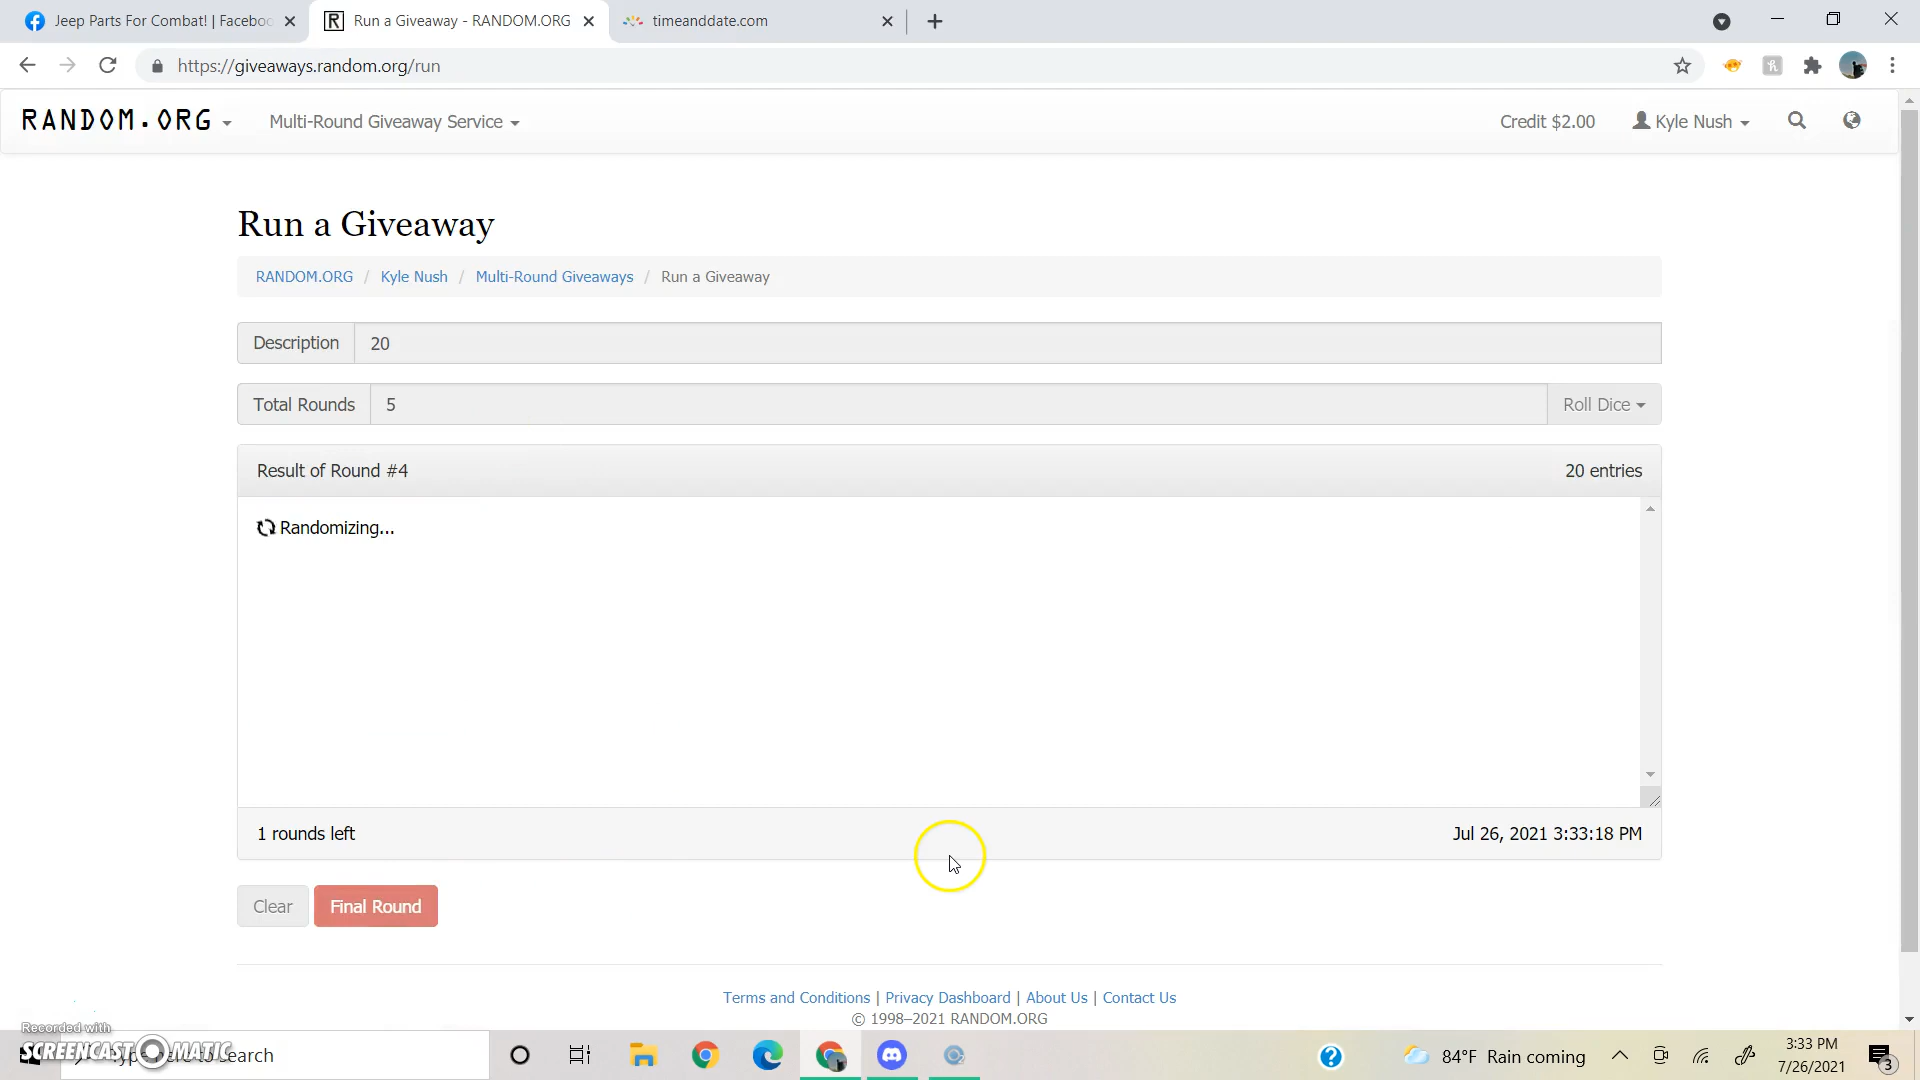 Jeep Parts For Combat! | Faceboo
Run a Giveaway - RANDOM.ORG
timeanddate.com
https://giveaways.random.org/run
RANDOM.ORG
Multi-Round Giveaway Service
Credit $2.00
Kyle Nush
Run a Giveaway
RANDOM.ORG / Kyle Nush / Multi-Round Giveaways / Run a Giveaway
Description 20
Total Rounds 5 Roll Dice
Result of Round #4 20 entries
Randomizing...
1 rounds left Jul 26, 2021 3:33:18 PM
Clear Final Round
Terms and Conditions | Privacy Dashboard | About Us | Contact Us
© 1998–2021 RANDOM.ORG
Recorded with
SCREENCAST-O-MATIC
Type here to search
84°F Rain coming
3:33 PM
7/26/2021
3